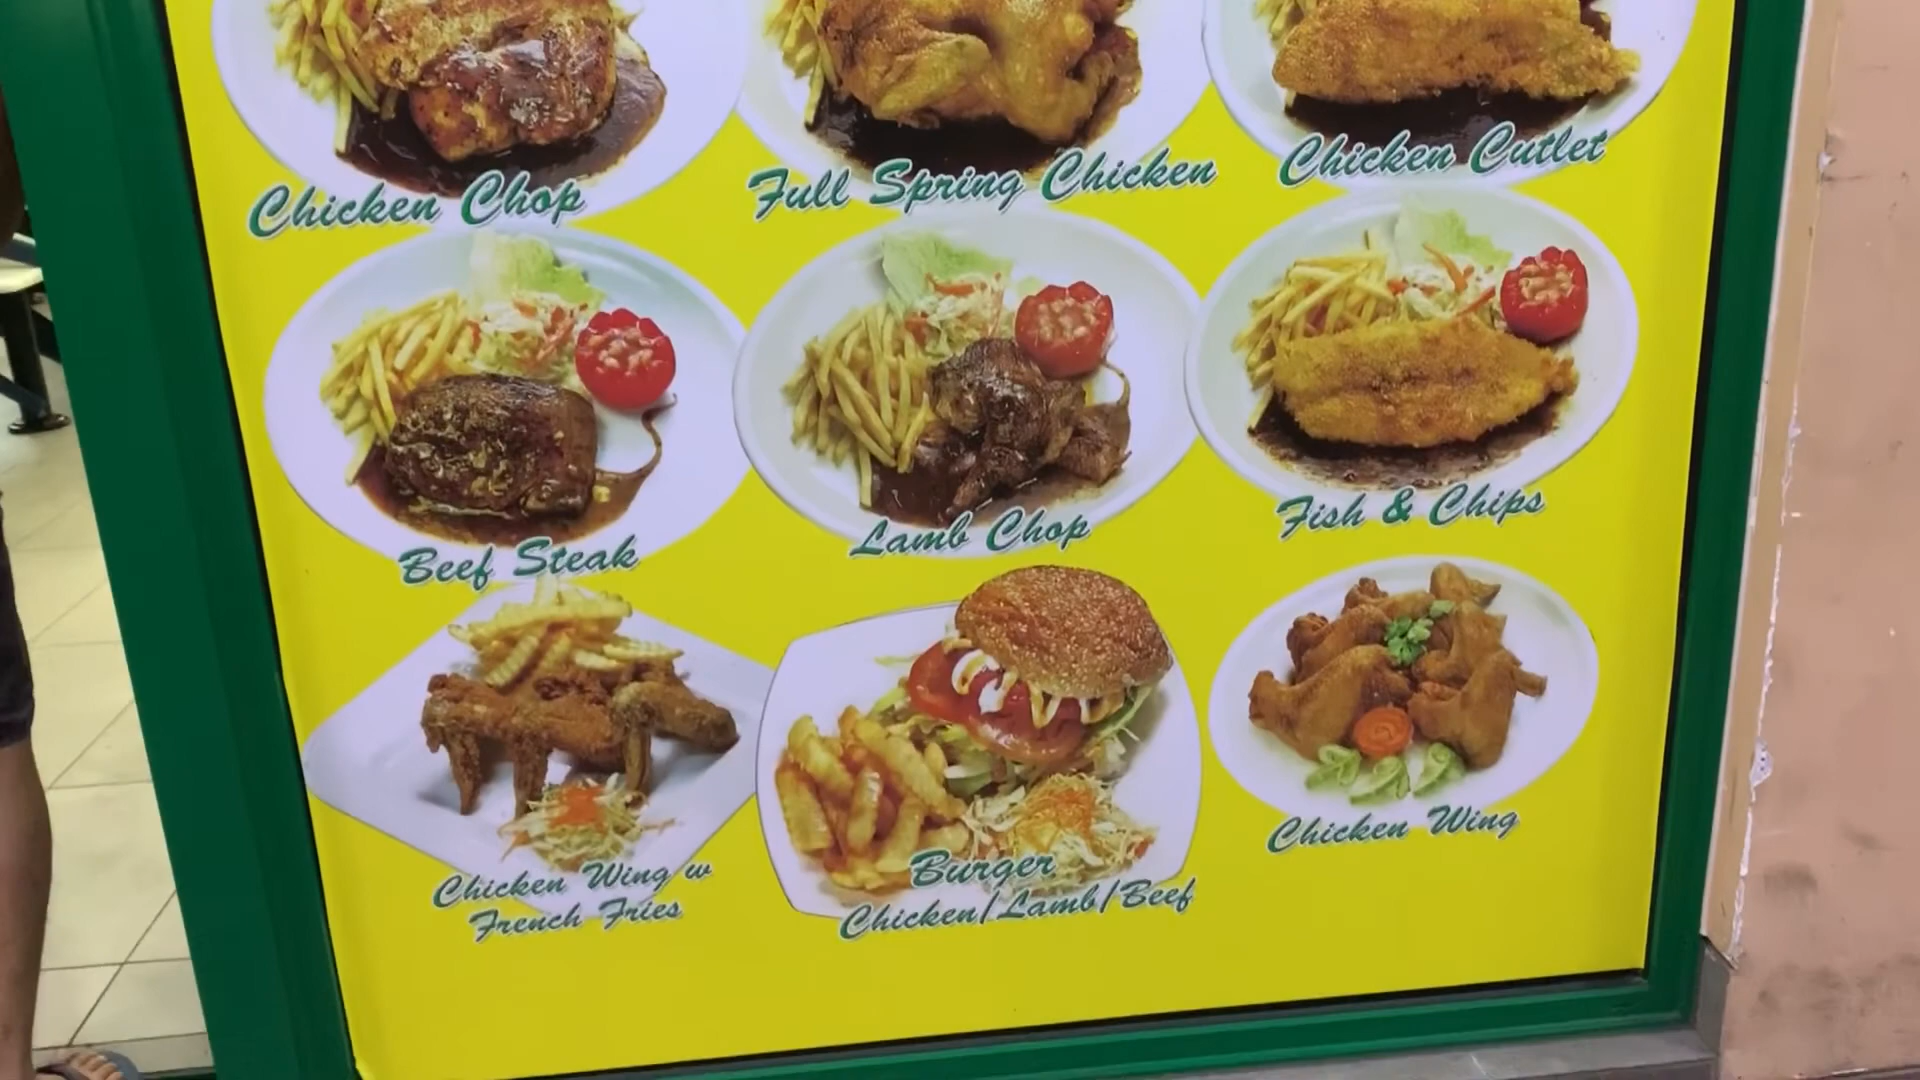 Chicken Chop
Full Spring Chicken
Chicken Cutlet
Beef Steak
Lamb Chop
Fish & Chips
Chicken Wing w
French Fries
Burger
Chicken/Lamb/Beef
Chicken Wing